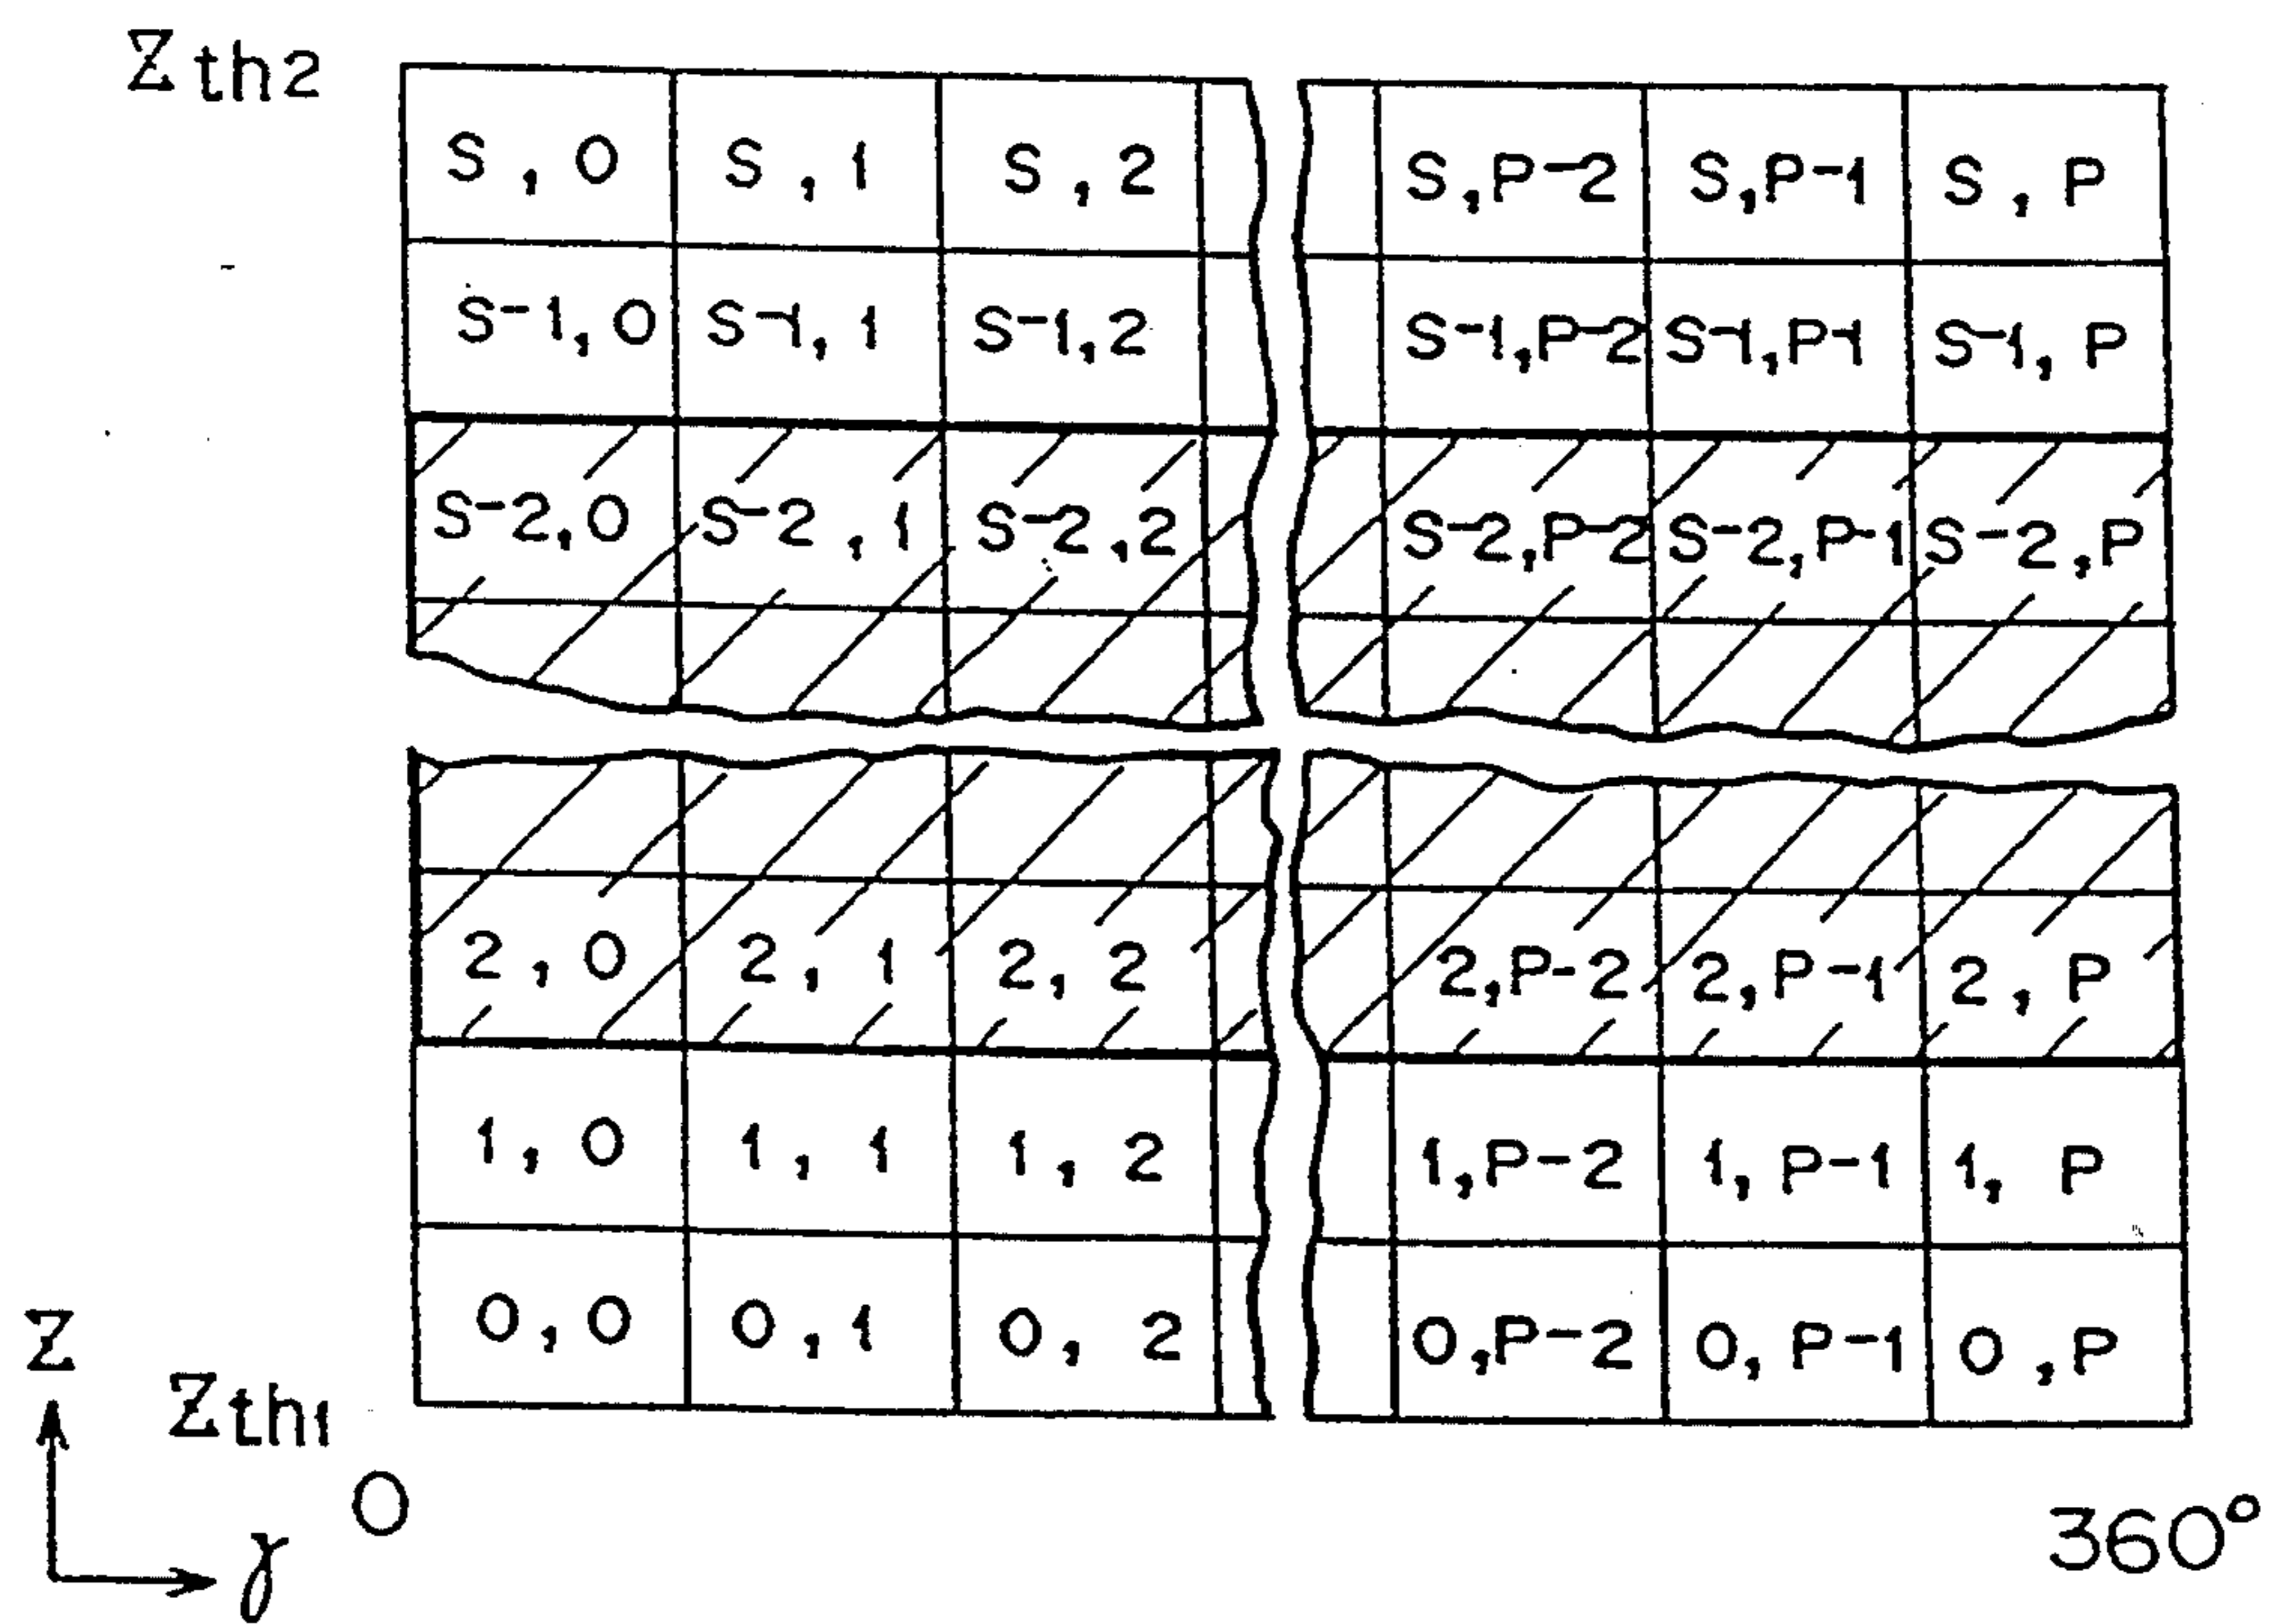 Zth2
S, 0 S, 1 S, 2 S,P-2 S,P-1 S, P
S-1, 0 S-1, 1 S-1,2 S-1,P-2 S-1,P-1 S-1, P
S-2,0 S-2, 1 S-2,2 S-2,P-2 S-2,P-1 S-2,P
2,0 2, 1 2, 2 2,P-2 2,P-1 2, P
1, 0 1, 1 1, 2 1,P-2 1, P-1 1, P
0, 0 0, 1 0, 2 0,P-2 0, P-1 0,P
Z
Zth1
0 360°
γ